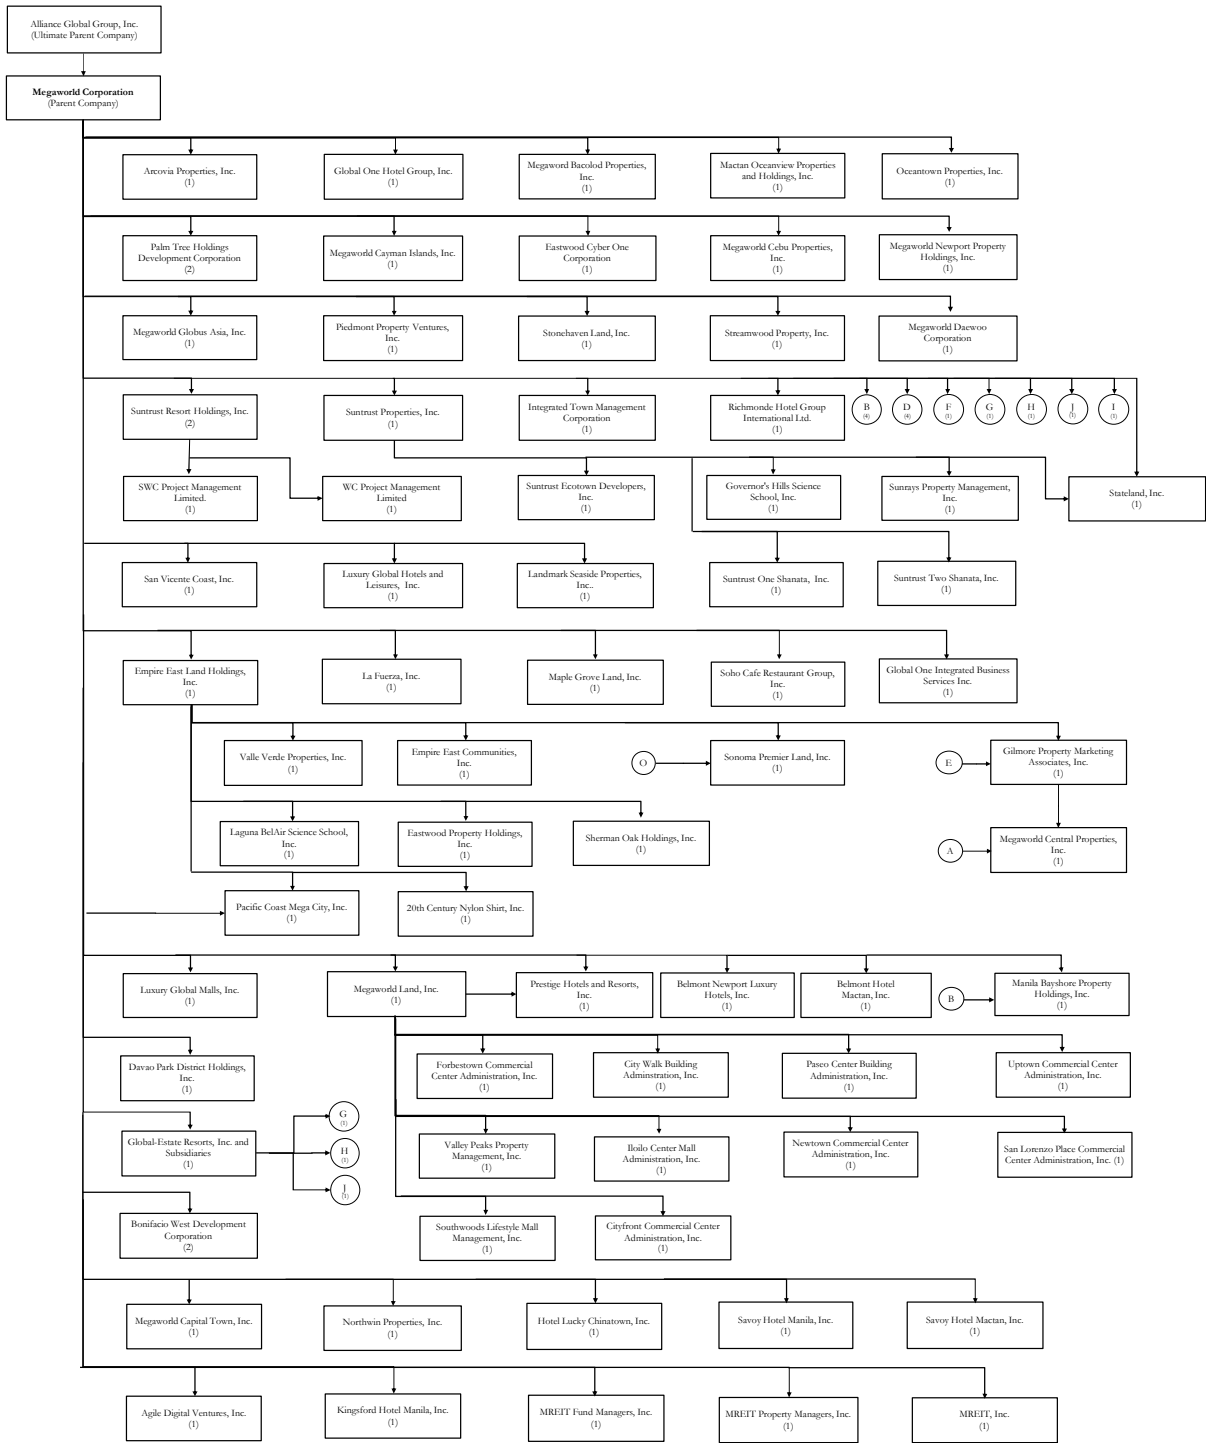 Alliance Global Group, Inc.
(Ultimate Parent Company)
Megaworld Corporation
(Parent Company)
Arcovia Properties, Inc.
(1)
Global One Hotel Group, Inc.
(1)
Megaword Bacolod Properties,
Inc.
(1)
Mactan Oceanview Properties
and Holdings, Inc.
(1)
Oceantown Properties, Inc.
(1)
Palm Tree Holdings
Development Corporation
(2)
Megaworld Cayman Islands, Inc.
(1)
Eastwood Cyber One
Corporation
(1)
Megaworld Cebu Properties,
Inc.
(1)
Megaworld Newport Property
Holdings, Inc.
(1)
Megaworld Globus Asia, Inc.
(1)
Piedmont Property Ventures,
Inc.
(1)
Stonehaven Land, Inc.
(1)
Streamwood Property, Inc.
(1)
Megaworld Daewoo
Corporation
(1)
Suntrust Resort Holdings, Inc.
(2)
Suntrust Properties, Inc.
(1)
Integrated Town Management
Corporation
(1)
Richmonde Hotel Group
International Ltd.
(1)
B
(4)
D
(4)
F
(1)
G
(1)
H
(1)
J
(1)
I
(1)
SWC Project Management
Limited.
(1)
WC Project Management
Limited
(1)
Suntrust Ecotown Developers,
Inc.
(1)
Governor's Hills Science
School, Inc.
(1)
Sunrays Property Management,
Inc.
(1)
Stateland, Inc.
(1)
San Vicente Coast, Inc.
(1)
Luxury Global Hotels and
Leisures, Inc.
(1)
Landmark Seaside Properties,
Inc..
(1)
Suntrust One Shanata, Inc.
(1)
Suntrust Two Shanata, Inc.
(1)
Empire East Land Holdings,
Inc.
(1)
La Fuerza, Inc.
(1)
Maple Grove Land, Inc.
(1)
Soho Cafe Restaurant Group,
Inc.
(1)
Global One Integrated Business
Services Inc.
(1)
Valle Verde Properties, Inc.
(1)
Empire East Communities,
Inc.
(1)
O
Sonoma Premier Land, Inc.
(1)
E
Gilmore Property Marketing
Associates, Inc.
(1)
Laguna BelAir Science School,
Inc.
(1)
Eastwood Property Holdings,
Inc.
(1)
Sherman Oak Holdings, Inc.
(1)
A
Megaworld Central Properties,
Inc.
(1)
Pacific Coast Mega City, Inc.
(1)
20th Century Nylon Shirt, Inc.
(1)
Luxury Global Malls, Inc.
(1)
Megaworld Land, Inc.
(1)
Prestige Hotels and Resorts,
Inc.
(1)
Belmont Newport Luxury
Hotels, Inc.
(1)
Belmont Hotel
Mactan, Inc.
(1)
B
Manila Bayshore Property
Holdings, Inc.
(1)
Davao Park District Holdings,
Inc.
(1)
Forbestown Commercial
Center Administration, Inc.
(1)
City Walk Building
Adminstration, Inc.
(1)
Paseo Center Building
Administration, Inc.
(1)
Uptown Commercial Center
Administration, Inc.
(1)
Global-Estate Resorts, Inc. and
Subsidiaries
(1)
G
(1)
H
(1)
J
(1)
Valley Peaks Property
Management, Inc.
(1)
Iloilo Center Mall
Administration, Inc.
(1)
Newtown Commercial Center
Administration, Inc.
(1)
San Lorenzo Place Commercial
Center Administration, Inc. (1)
Bonifacio West Development
Corporation
(2)
Southwoods Lifestyle Mall
Management, Inc.
(1)
Cityfront Commercial Center
Administration, Inc.
(1)
Megaworld Capital Town, Inc.
(1)
Northwin Properties, Inc.
(1)
Hotel Lucky Chinatown, Inc.
(1)
Savoy Hotel Manila, Inc.
(1)
Savoy Hotel Mactan, Inc.
(1)
Agile Digital Ventures, Inc.
(1)
Kingsford Hotel Manila, Inc.
(1)
MREIT Fund Managers, Inc.
(1)
MREIT Property Managers, Inc.
(1)
MREIT, Inc.
(1)